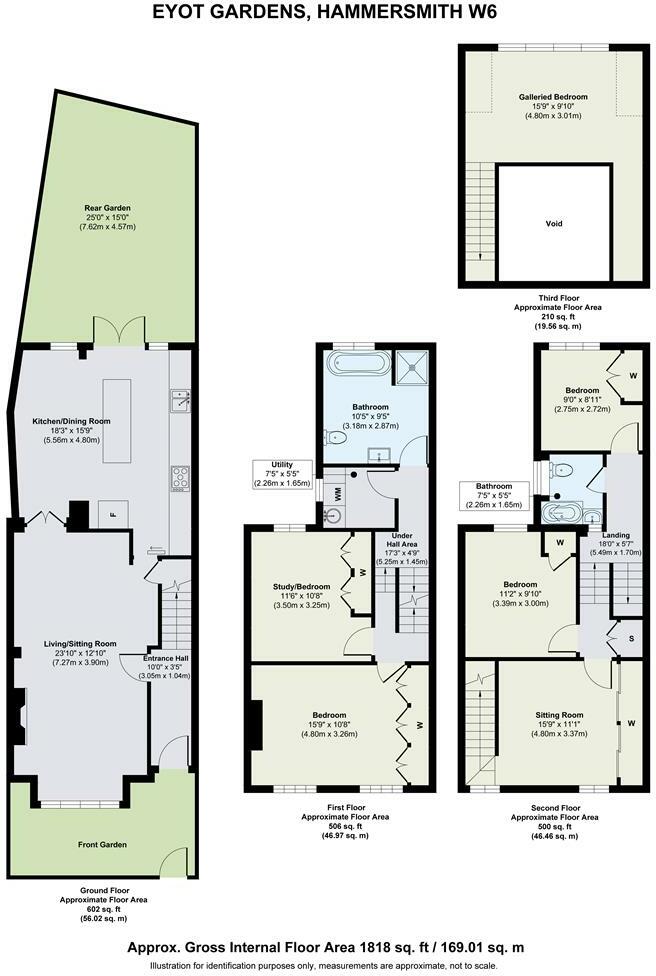 EYOT GARDENS, HAMMERSMITH W6
Rear Garden
25'0" x 15'0"
(7.62m x 4.57m)
Kitchen/Dining Room
18'3" x 15'9"
(5.56m x 4.80m)
F
Living/Sitting Room
23'10" x 12'10"
(7.27m x 3.90m)
Entrance Hall
10'0" x 3'5"
(3.05m x 1.04m)
Front Garden
Ground Floor
Approximate Floor Area
602 sq. ft
(56.02 sq. m)
Bathroom
10'5" x 9'5"
(3.18m x 2.87m)
Utility
7'5" x 5'5"
(2.26m x 1.65m)
WM
Under
Hall Area
17'3" x 4'9"
(5.25m x 1.45m)
Study/Bedroom
11'6" x 10'8"
(3.50m x 3.25m)
W
Bedroom
15'9" x 10'8"
(4.80m x 3.26m)
W
First Floor
Approximate Floor Area
506 sq. ft
(46.97 sq. m)
Galleried Bedroom
15'9" x 9'10"
(4.80m x 3.01m)
Void
Third Floor
Approximate Floor Area
210 sq. ft
(19.56 sq. m)
Bedroom
9'0" x 8'11"
(2.75m x 2.72m)
W
Bathroom
7'5" x 5'5"
(2.26m x 1.65m)
Landing
18'0" x 5'7"
(5.49m x 1.70m)
W
Bedroom
11'2" x 9'10"
(3.39m x 3.00m)
S
Sitting Room
15'9" x 11'1"
(4.80m x 3.37m)
W
Second Floor
Approximate Floor Area
500 sq. ft
(46.46 sq. m)
Approx. Gross Internal Floor Area 1818 sq. ft / 169.01 sq. m
Illustration for identification purposes only, measurements are approximate, not to scale.